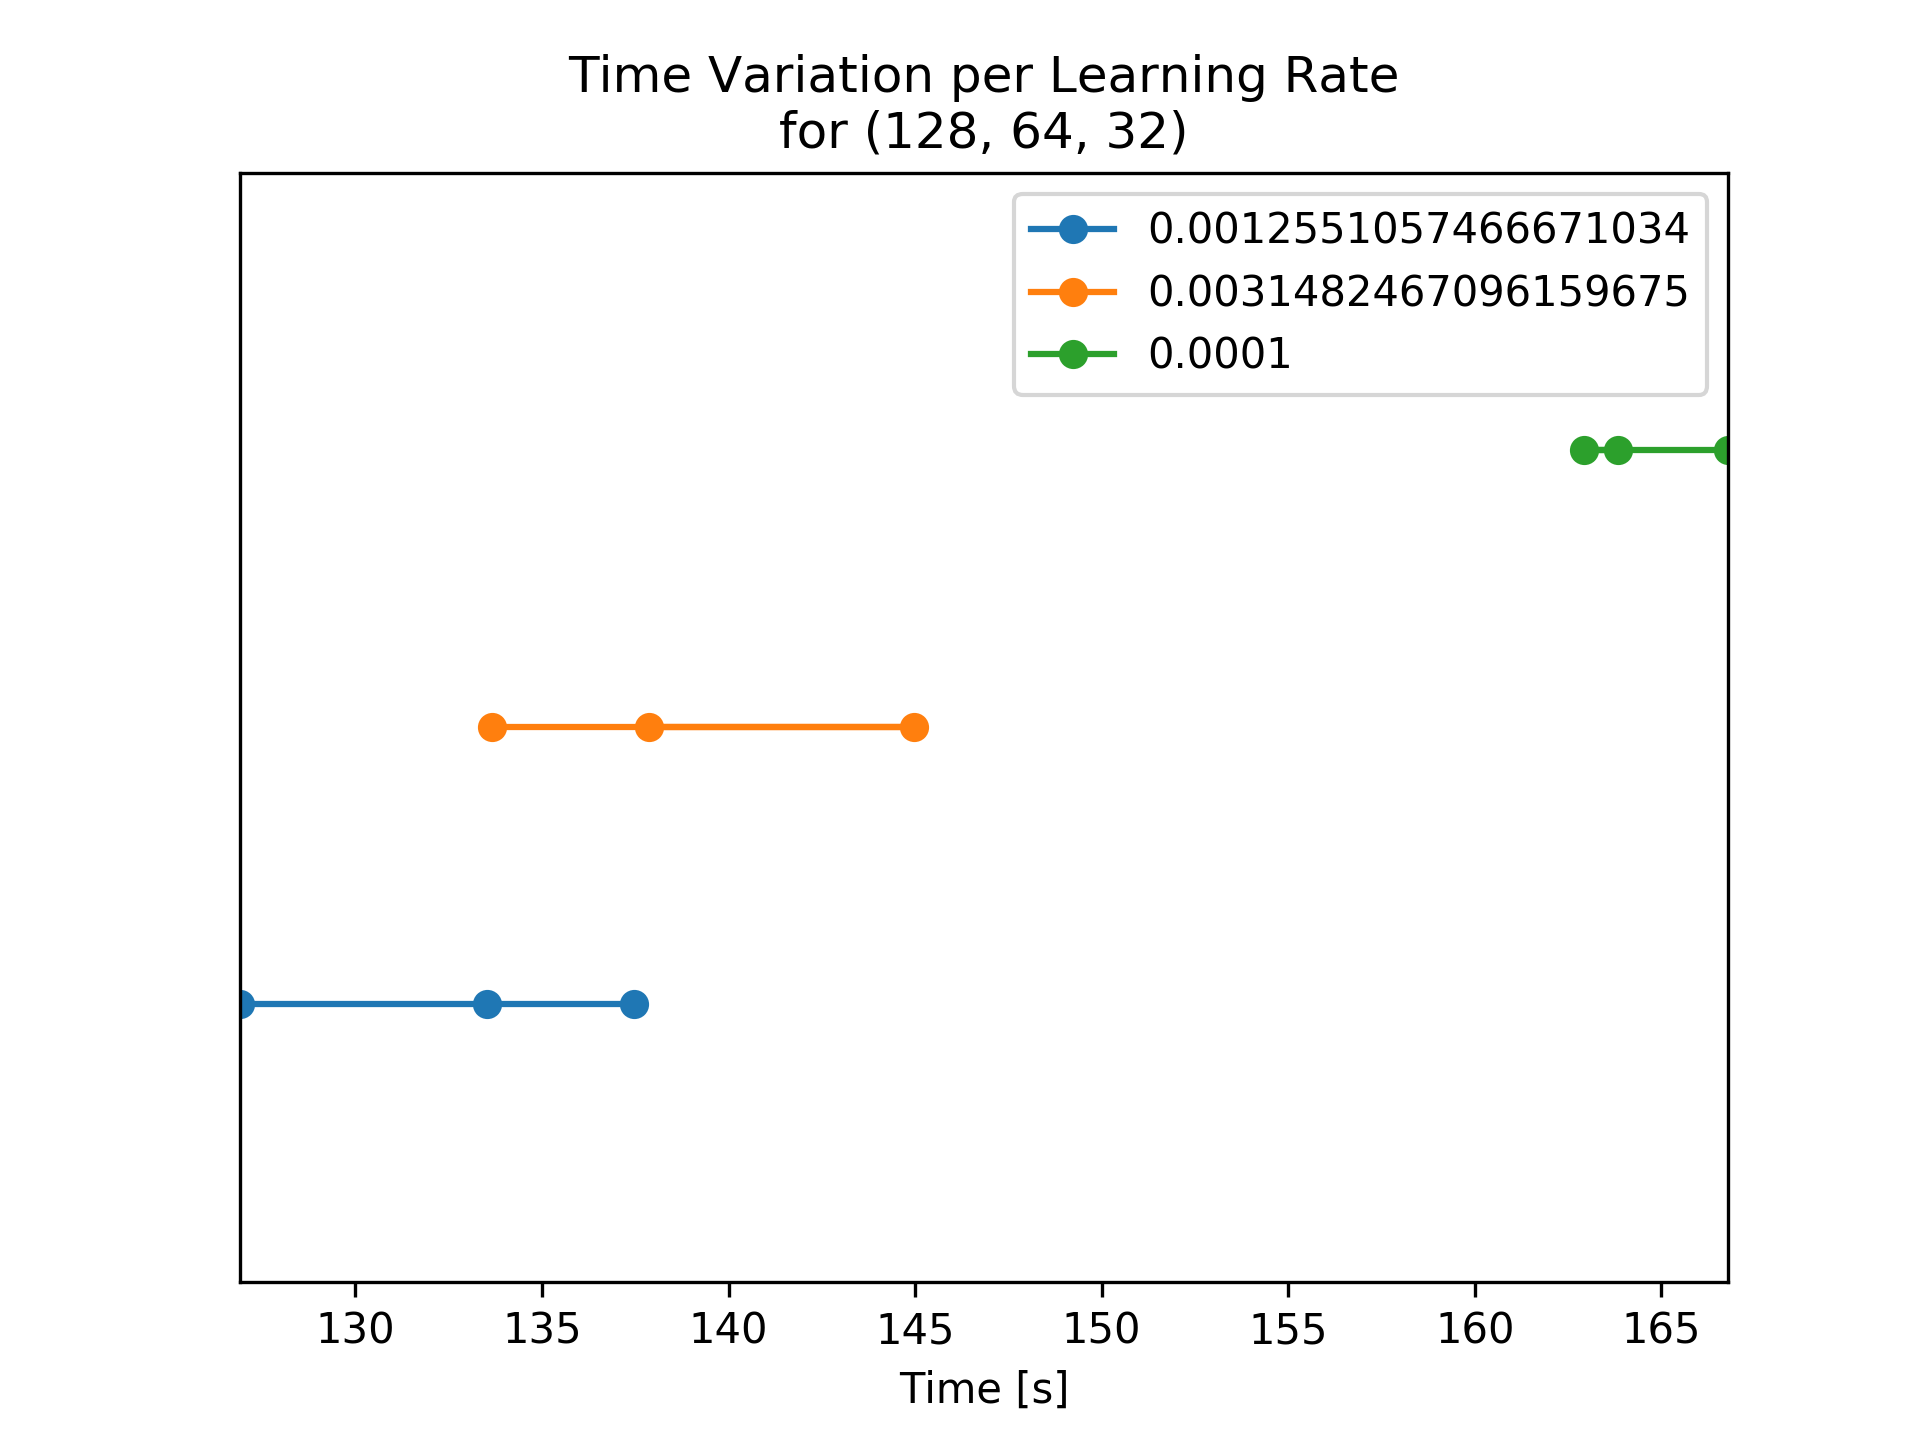 Time Variation per Learning Rate
for (128, 64, 32)
0.0012551057466671034
0.0031482467096159675
0.0001
130 135 140 145 150 155 160 165
Time [s]